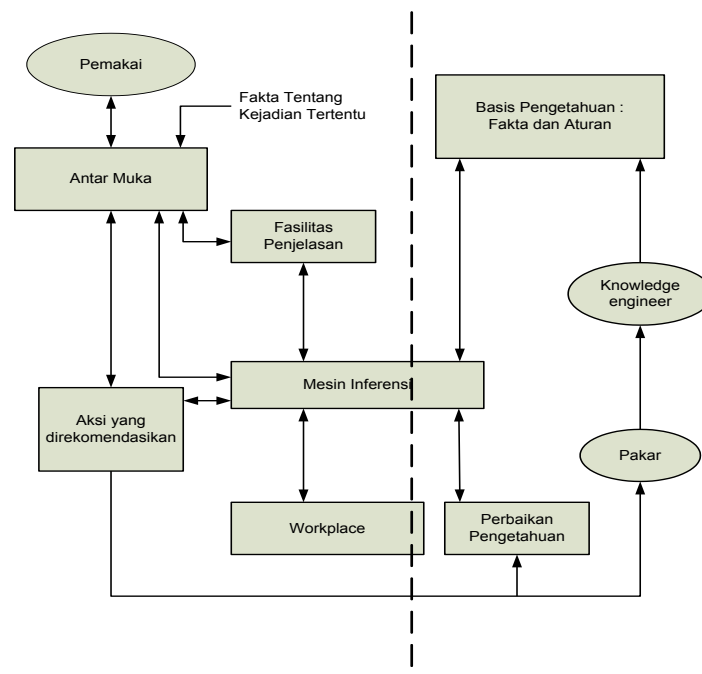 Pemakai
Fakta Tentang
Kejadian Tertentu
Basis Pengetahuan :
Fakta dan Aturan
Antar Muka
Fasilitas
Penjelasan
Knowledge
engineer
Mesin Inferensi
Aksi yang
direkomendasikan
Pakar
Workplace
Perbaikan
Pengetahuan